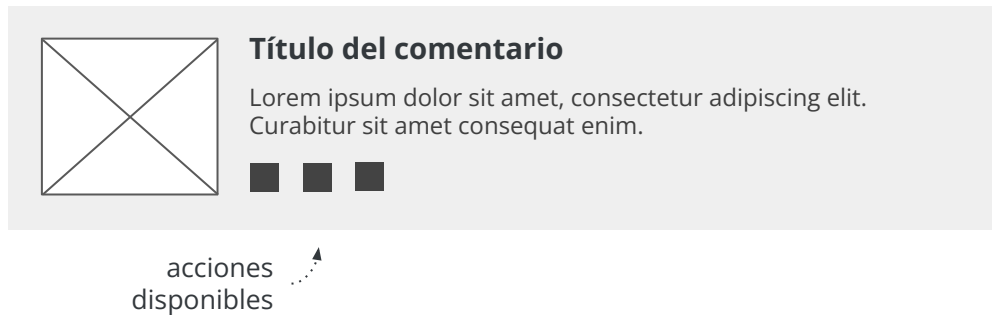 Título del comentario
Lorem ipsum dolor sit amet, consectetur adipiscing elit.
Curabitur sit amet consequat enim.
acciones
disponibles